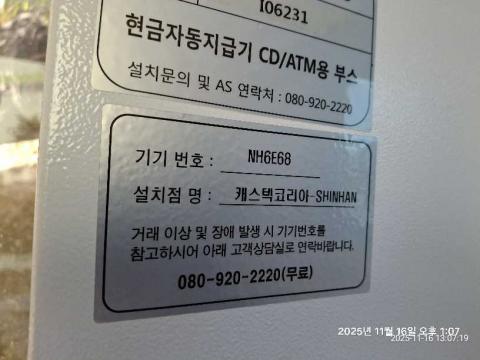 I06231
현금자동지급기 CD/ATM용 부스
설치문의 및 AS 연락처 : 080-920-2220
기기 번호 : NH6E68
설치점 명 : 캐스텍코리아-SHINHAN
거래 이상 및 장애 발생 시 기기번호를
참고하시어 아래 고객상담실로 연락바랍니다.
080-920-2220(무료)
2025년 11월 16일 오후 1:07
2025-11-16 13:07:19